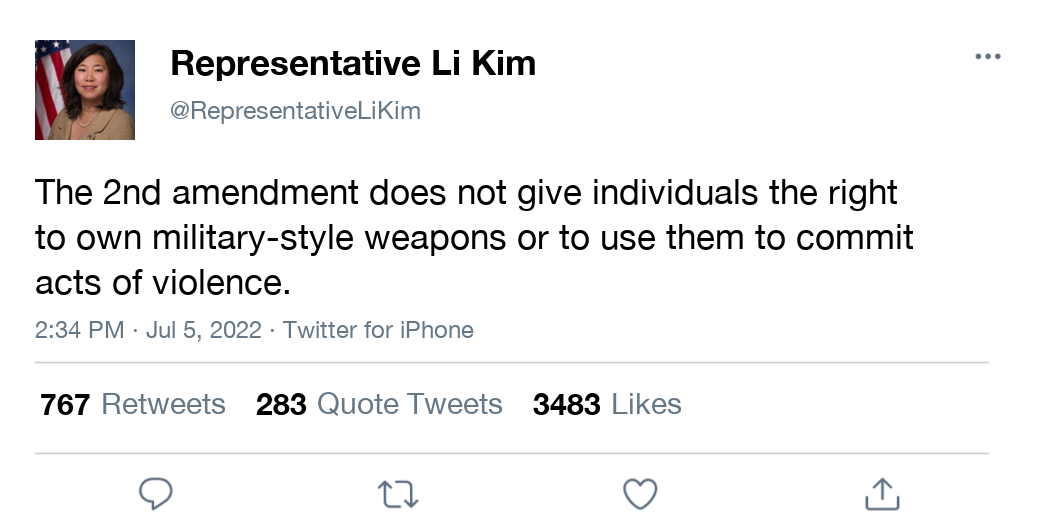 Representative Li Kim
@RepresentativeLiKim
The 2nd amendment does not give individuals the right
to own military-style weapons or to use them to commit
acts of violence.
2:34 PM · Jul 5, 2022 · Twitter for iPhone
767 Retweets 283 Quote Tweets 3483 Likes